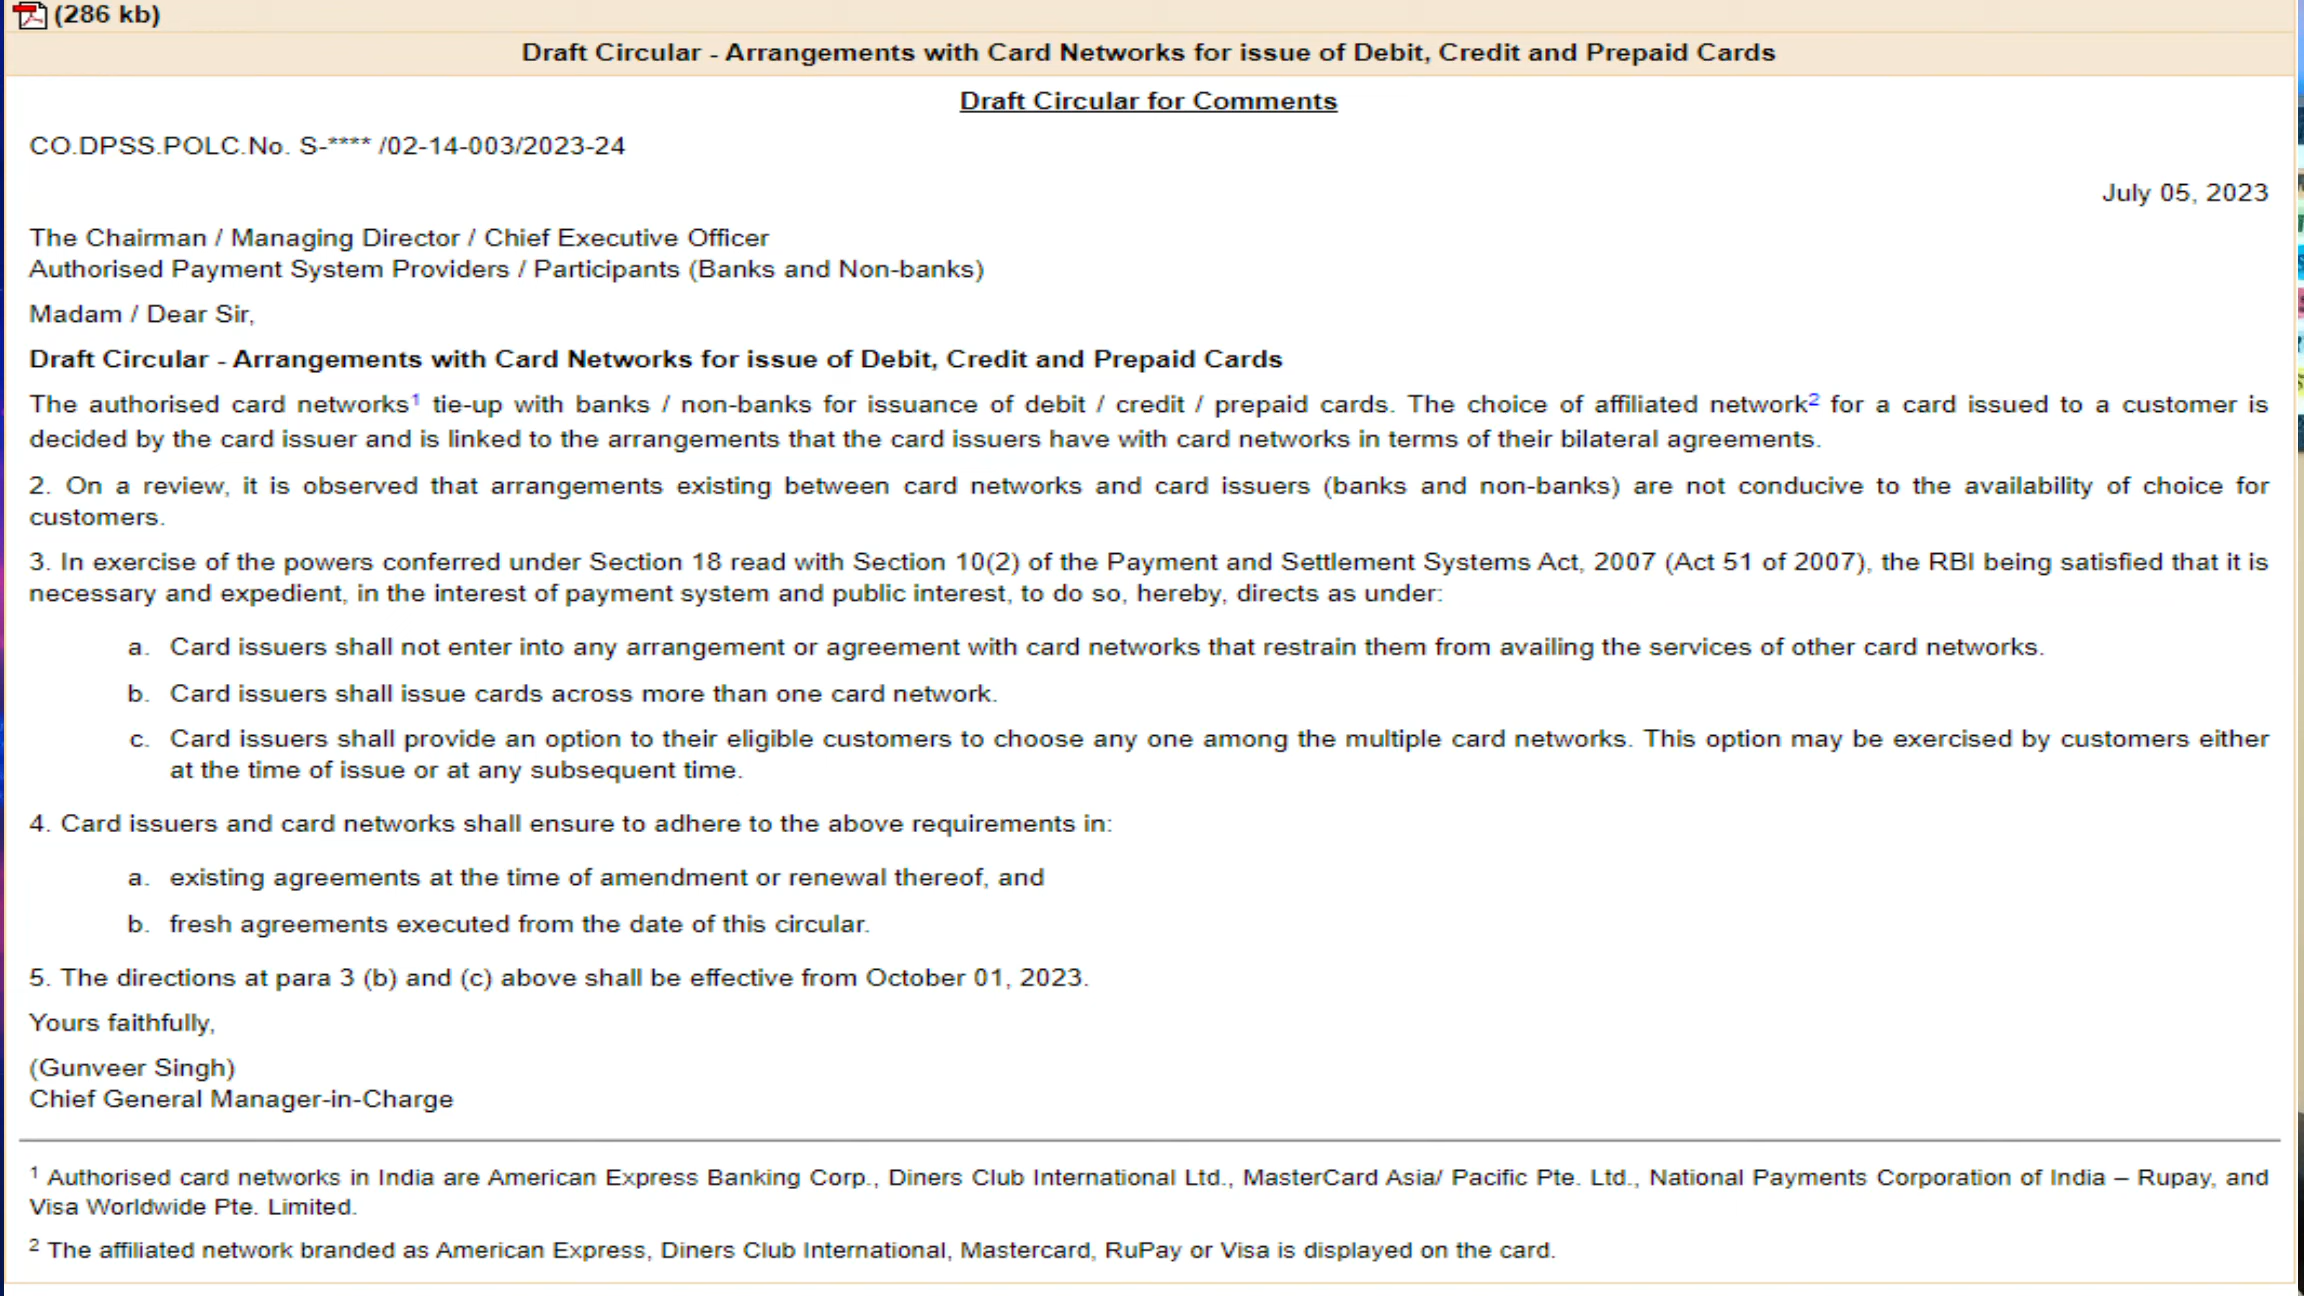 (286 kb)
Draft Circular - Arrangements with Card Networks for issue of Debit, Credit and Prepaid Cards
Draft Circular for Comments
CO.DPSS.POLC.No. S-**** /02-14-003/2023-24
July 05, 2023
The Chairman / Managing Director / Chief Executive Officer
Authorised Payment System Providers / Participants (Banks and Non-banks)
Madam / Dear Sir,
Draft Circular - Arrangements with Card Networks for issue of Debit, Credit and Prepaid Cards
The authorised card networks1 tie-up with banks / non-banks for issuance of debit / credit / prepaid cards. The choice of affiliated network2 for a card issued to a customer is
decided by the card issuer and is linked to the arrangements that the card issuers have with card networks in terms of their bilateral agreements.
2. On a review, it is observed that arrangements existing between card networks and card issuers (banks and non-banks) are not conducive to the availability of choice for
customers.
3. In exercise of the powers conferred under Section 18 read with Section 10(2) of the Payment and Settlement Systems Act, 2007 (Act 51 of 2007), the RBI being satisfied that it is
necessary and expedient, in the interest of payment system and public interest, to do so, hereby, directs as under:
a. Card issuers shall not enter into any arrangement or agreement with card networks that restrain them from availing the services of other card networks.
b. Card issuers shall issue cards across more than one card network.
c. Card issuers shall provide an option to their eligible customers to choose any one among the multiple card networks. This option may be exercised by customers either
at the time of issue or at any subsequent time.
4. Card issuers and card networks shall ensure to adhere to the above requirements in:
a. existing agreements at the time of amendment or renewal thereof, and
b. fresh agreements executed from the date of this circular.
5. The directions at para 3 (b) and (c) above shall be effective from October 01, 2023.
Yours faithfully,
(Gunveer Singh)
Chief General Manager-in-Charge
1 Authorised card networks in India are American Express Banking Corp., Diners Club International Ltd., MasterCard Asia/ Pacific Pte. Ltd., National Payments Corporation of India – Rupay, and
Visa Worldwide Pte. Limited.
2 The affiliated network branded as American Express, Diners Club International, Mastercard, RuPay or Visa is displayed on the card.